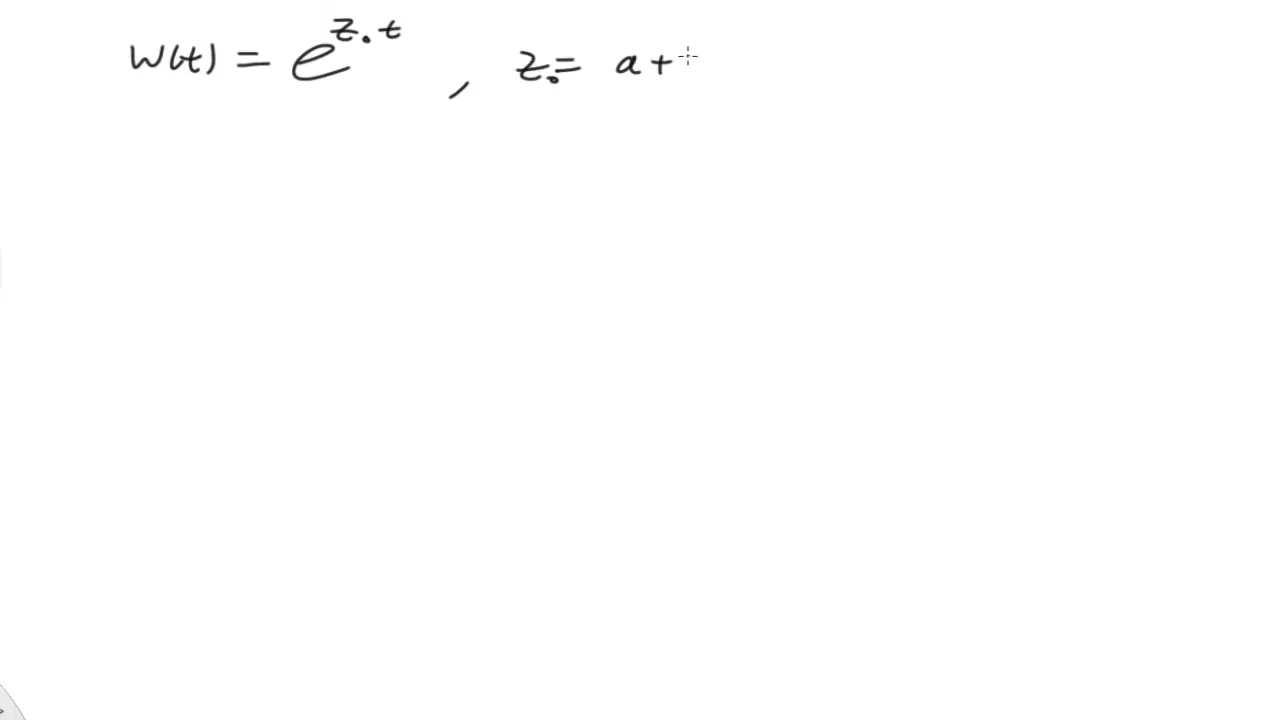 W(t) = e^{z₀t} , z₀ = a +